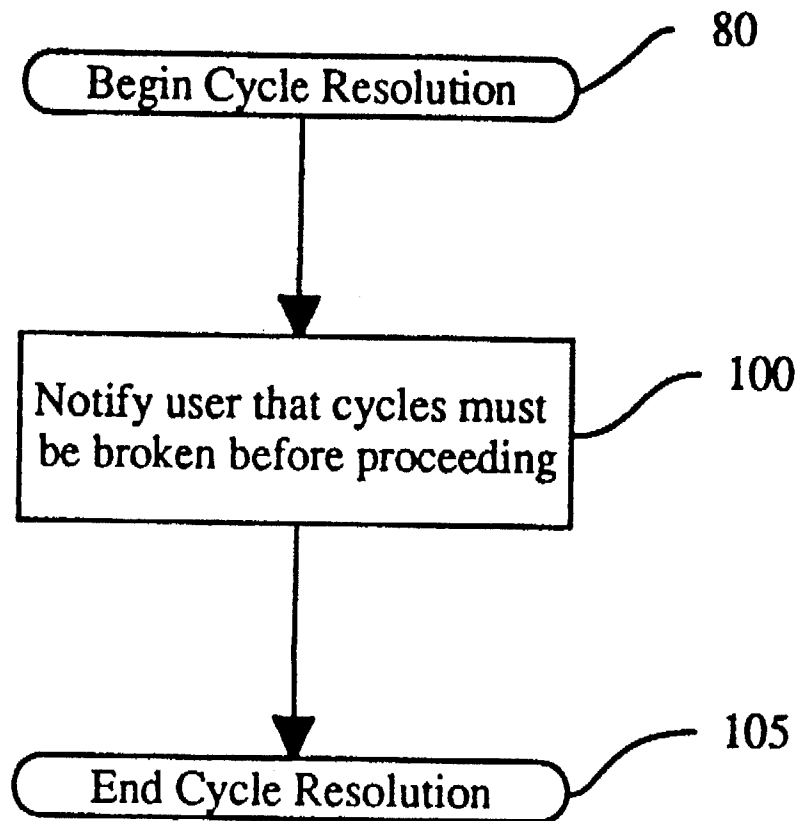 80
Begin Cycle Resolution
100
Notify user that cycles must
be broken before proceeding
105
End Cycle Resolution